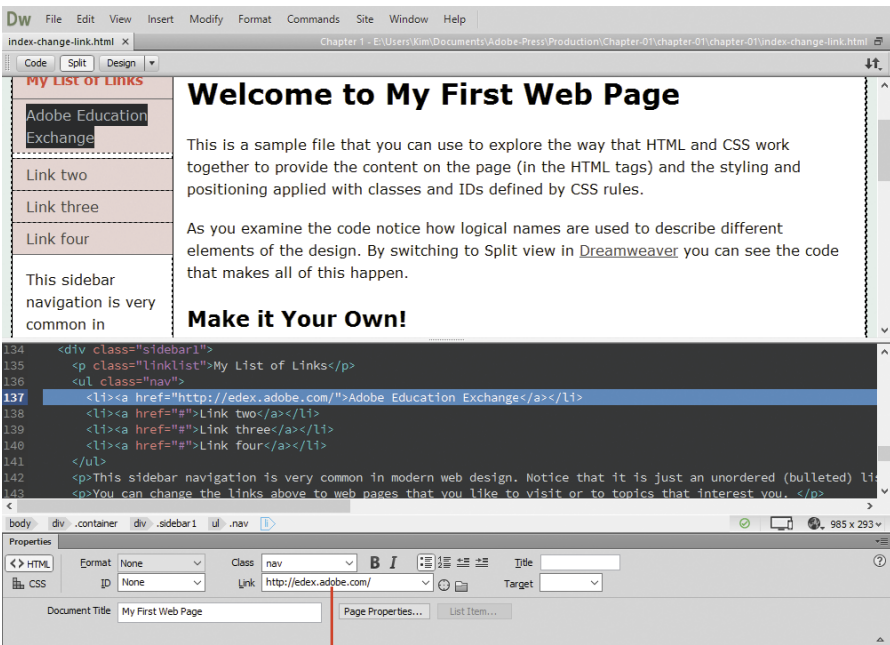 Dw File Edit View Insert Modify Format Commands Site Window Help
index-change-link.html × Chapter 1 - E:\Users\Kim\Documents\Adobe-Press\Production\Chapter-01\chapter-01\chapter-01\index-change-link.html
Code Split Design
My List of Links
Adobe Education
Exchange
Link two
Link three
Link four
This sidebar
navigation is very
common in
Welcome to My First Web Page
This is a sample file that you can use to explore the way that HTML and CSS work
together to provide the content on the page (in the HTML tags) and the styling and
positioning applied with classes and IDs defined by CSS rules.
As you examine the code notice how logical names are used to describe different
elements of the design. By switching to Split view in Dreamweaver you can see the code
that makes all of this happen.
Make it Your Own!
134 <div class="sidebar1">
135 <p class="linklist">My List of Links</p>
136 <ul class="nav">
137 <li><a href="http://edex.adobe.com/">Adobe Education Exchange</a></li>
138 <li><a href="#">Link two</a></li>
139 <li><a href="#">Link three</a></li>
140 <li><a href="#">Link four</a></li>
141 </ul>
142 <p>This sidebar navigation is very common in modern web design. Notice that it is just an unordered (bulleted) li
143 <p>You can change the links above to web pages that you like to visit or to topics that interest you. </p>
body div .container div .sidebar1 ul .nav li 985 x 293
Properties
<> HTML Format None Class nav B I Title
CSS ID None Link http://edex.adobe.com/ Target
Document Title My First Web Page Page Properties... List Item...